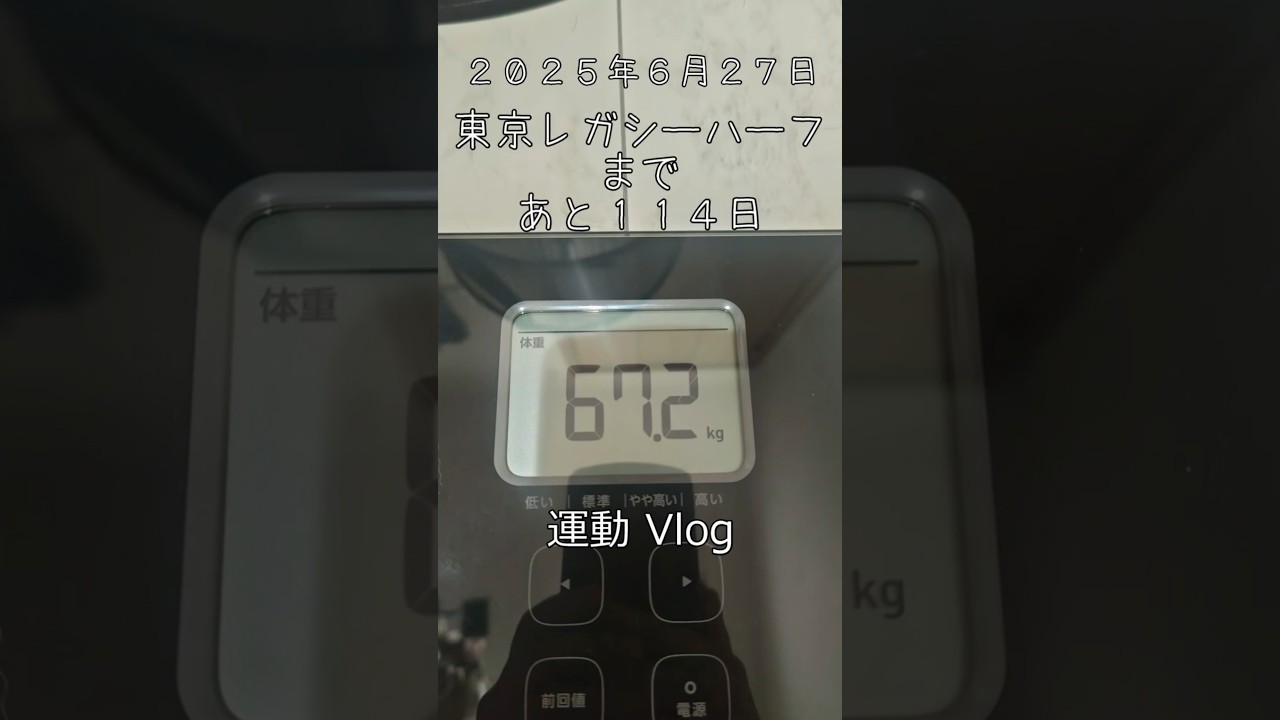 ２０２５年６月２７日
東京レガシーハーフ
まで
あと１１４日
体重
体重
67.2 kg
低い | 標準 | やや高い | 高い
運動 Vlog
kg
前回値
電源